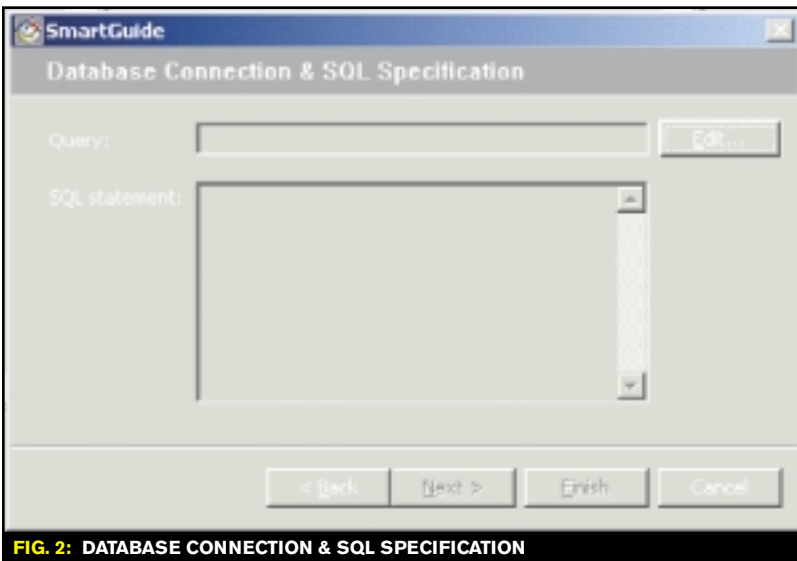 SmartGuide
Database Connection & SQL Specification
Query:
Edit...
SQL statement:
< Back
Next >
Finish
Cancel
FIG. 2: DATABASE CONNECTION & SQL SPECIFICATION